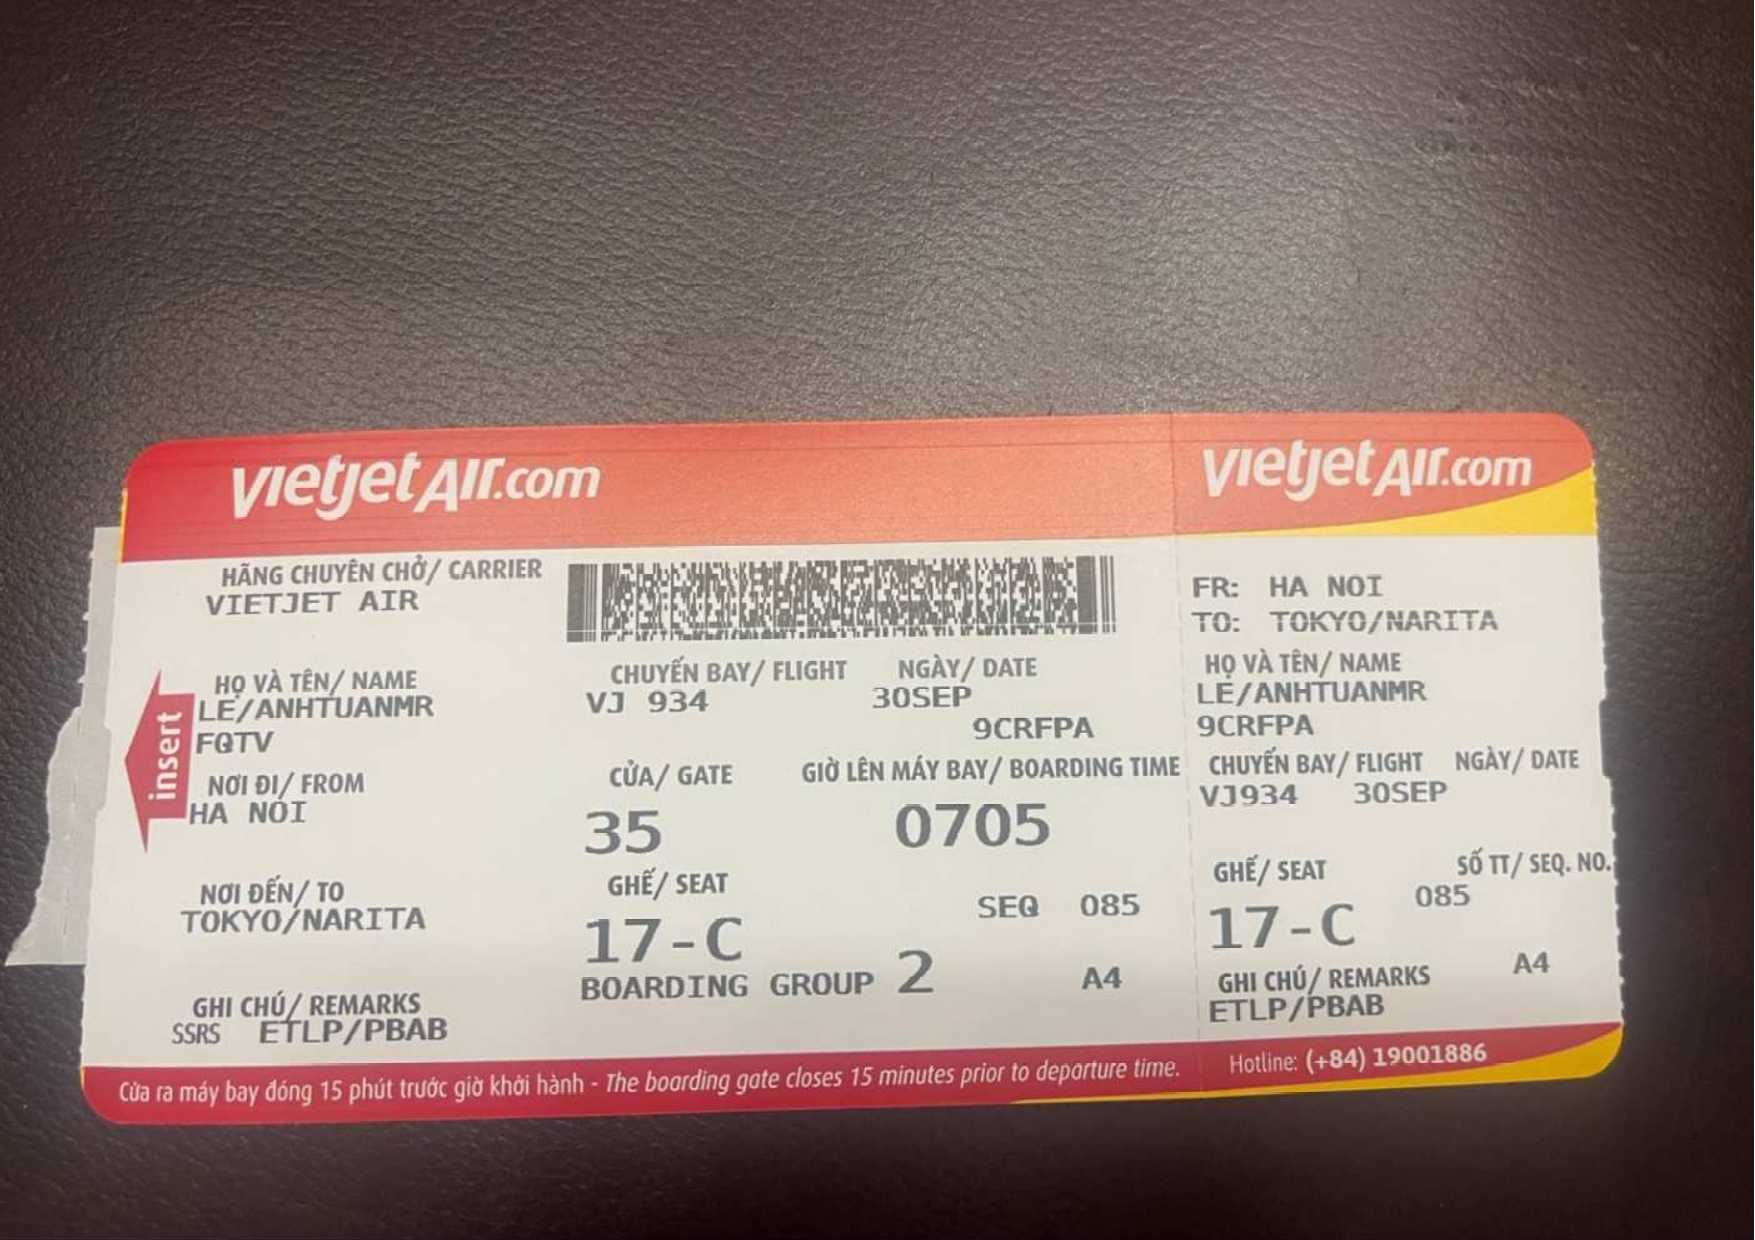 vietjetAir.com
HÃNG CHUYÊN CHỞ/ CARRIER
VIETJET AIR
HỌ VÀ TÊN/ NAME
LE/ANHTUANMR
FQTV
insert
NƠI ĐI/ FROM
HA NOI
NƠI ĐẾN/ TO
TOKYO/NARITA
GHI CHÚ/ REMARKS
SSRS ETLP/PBAB
CHUYẾN BAY/ FLIGHT NGÀY/ DATE
VJ 934 30SEP
9CRFPA
CỬA/ GATE GIỜ LÊN MÁY BAY/ BOARDING TIME
35 0705
GHẾ/ SEAT
SEQ 085
17-C
BOARDING GROUP 2 A4
Cửa ra máy bay đóng 15 phút trước giờ khởi hành - The boarding gate closes 15 minutes prior to departure time.
vietjetAir.com
FR: HA NOI
TO: TOKYO/NARITA
HỌ VÀ TÊN/ NAME
LE/ANHTUANMR
9CRFPA
CHUYẾN BAY/ FLIGHT NGÀY/ DATE
VJ934 30SEP
GHẾ/ SEAT SỐ TT/ SEQ. NO.
17-C 085
GHI CHÚ/ REMARKS A4
ETLP/PBAB
Hotline: (+84) 19001886